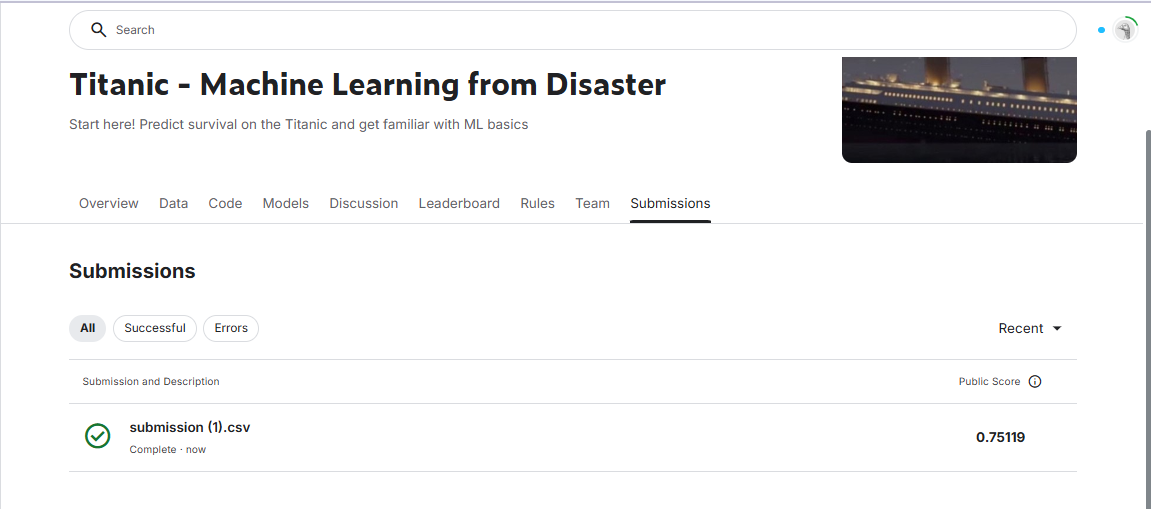 Search
Titanic - Machine Learning from Disaster
Start here! Predict survival on the Titanic and get familiar with ML basics
Overview Data Code Models Discussion Leaderboard Rules Team Submissions
Submissions
All Successful Errors Recent
Submission and Description Public Score
submission (1).csv
Complete · now
0.75119